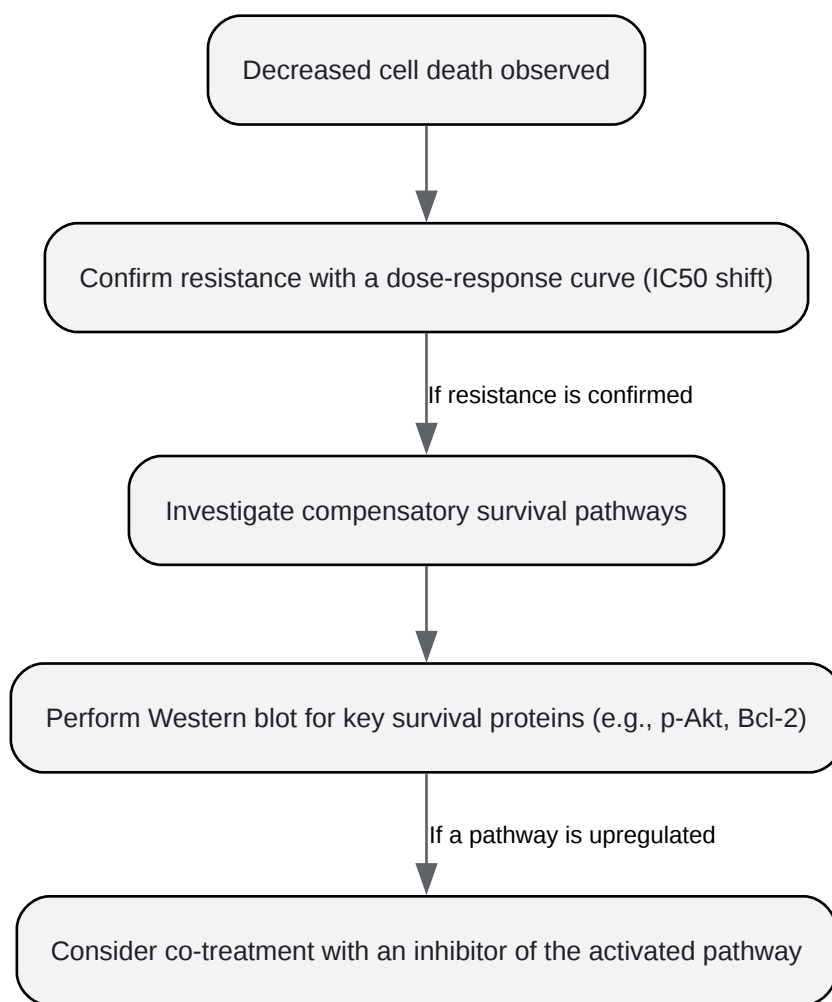 Decreased cell death observed
Confirm resistance with a dose-response curve (IC50 shift)
If resistance is confirmed
Investigate compensatory survival pathways
Perform Western blot for key survival proteins (e.g., p-Akt, Bcl-2)
If a pathway is upregulated
Consider co-treatment with an inhibitor of the activated pathway